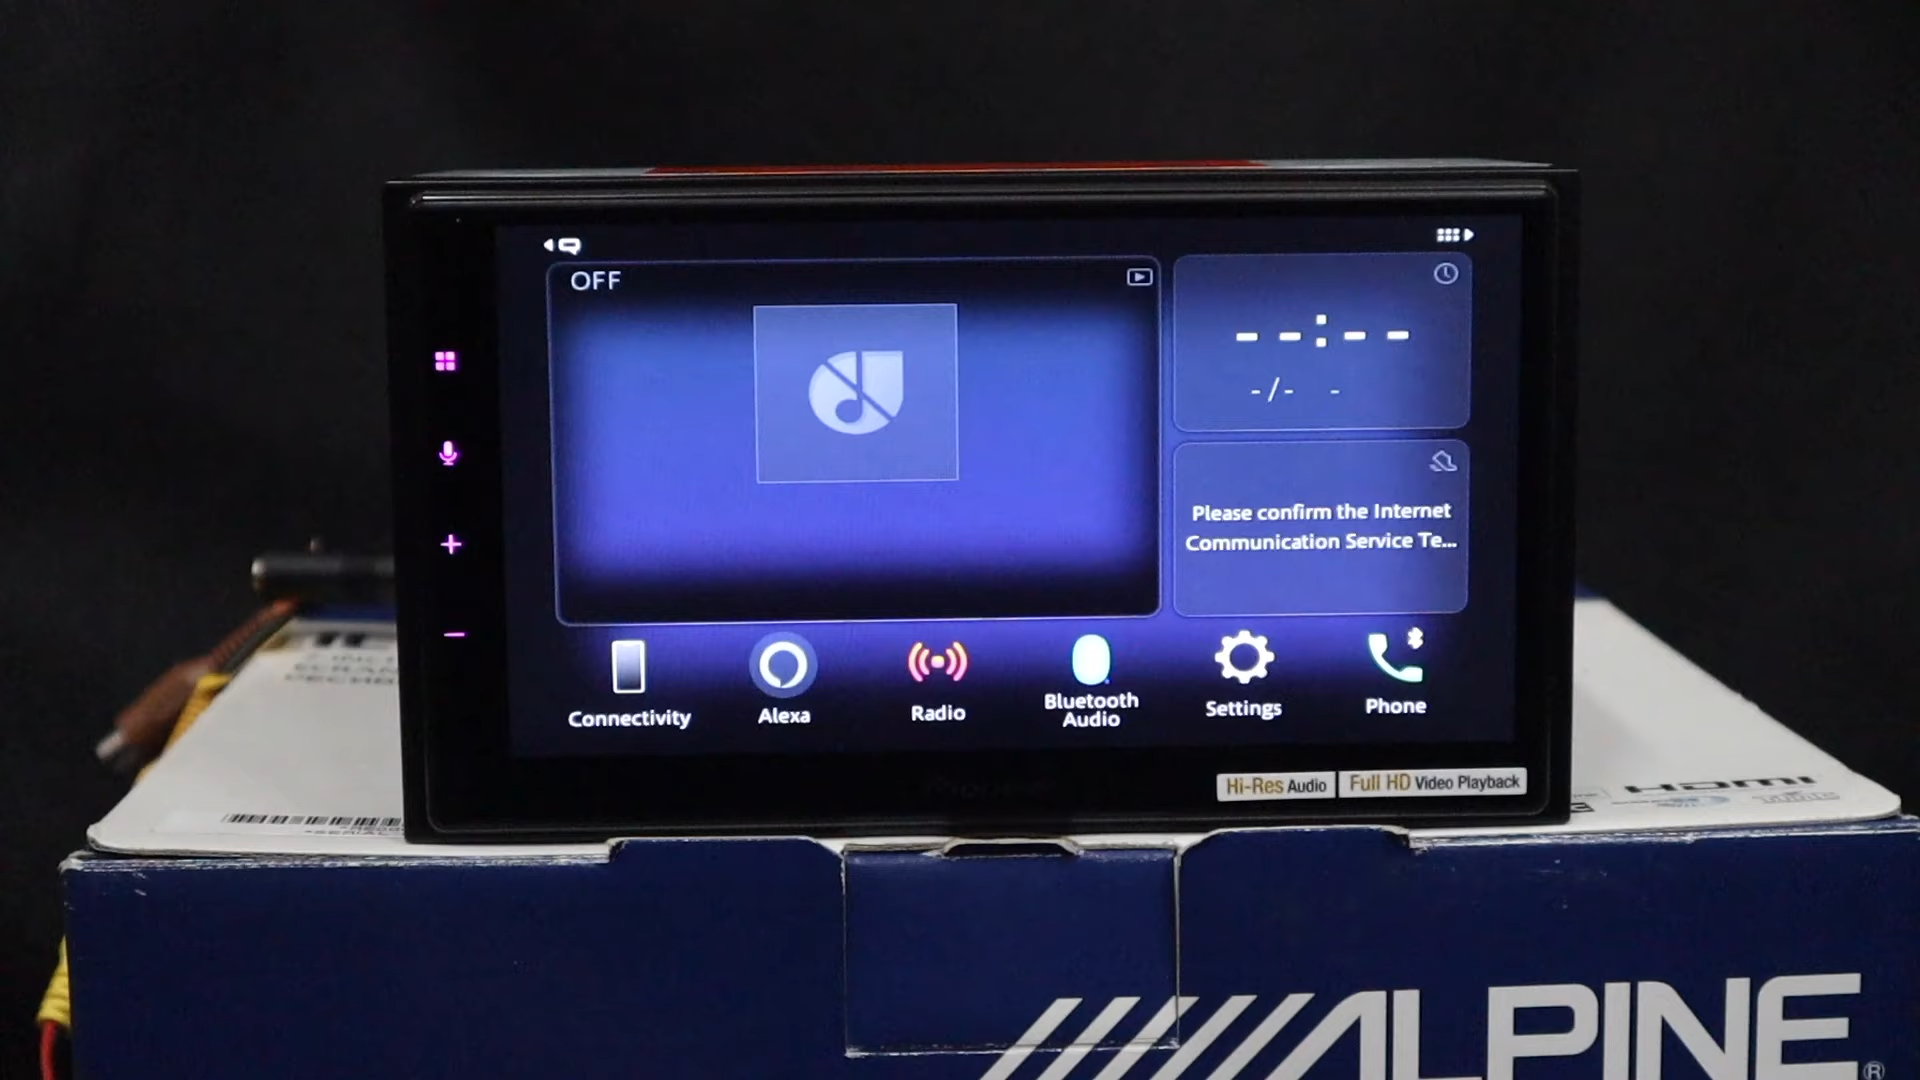 OFF
--:--
-/- -
Please confirm the Internet
Communication Service Te...
Connectivity
Alexa
Radio
Bluetooth
Audio
Settings
Phone
Hi-Res Audio
Full HD Video Playback
HDMI
ALPINE®